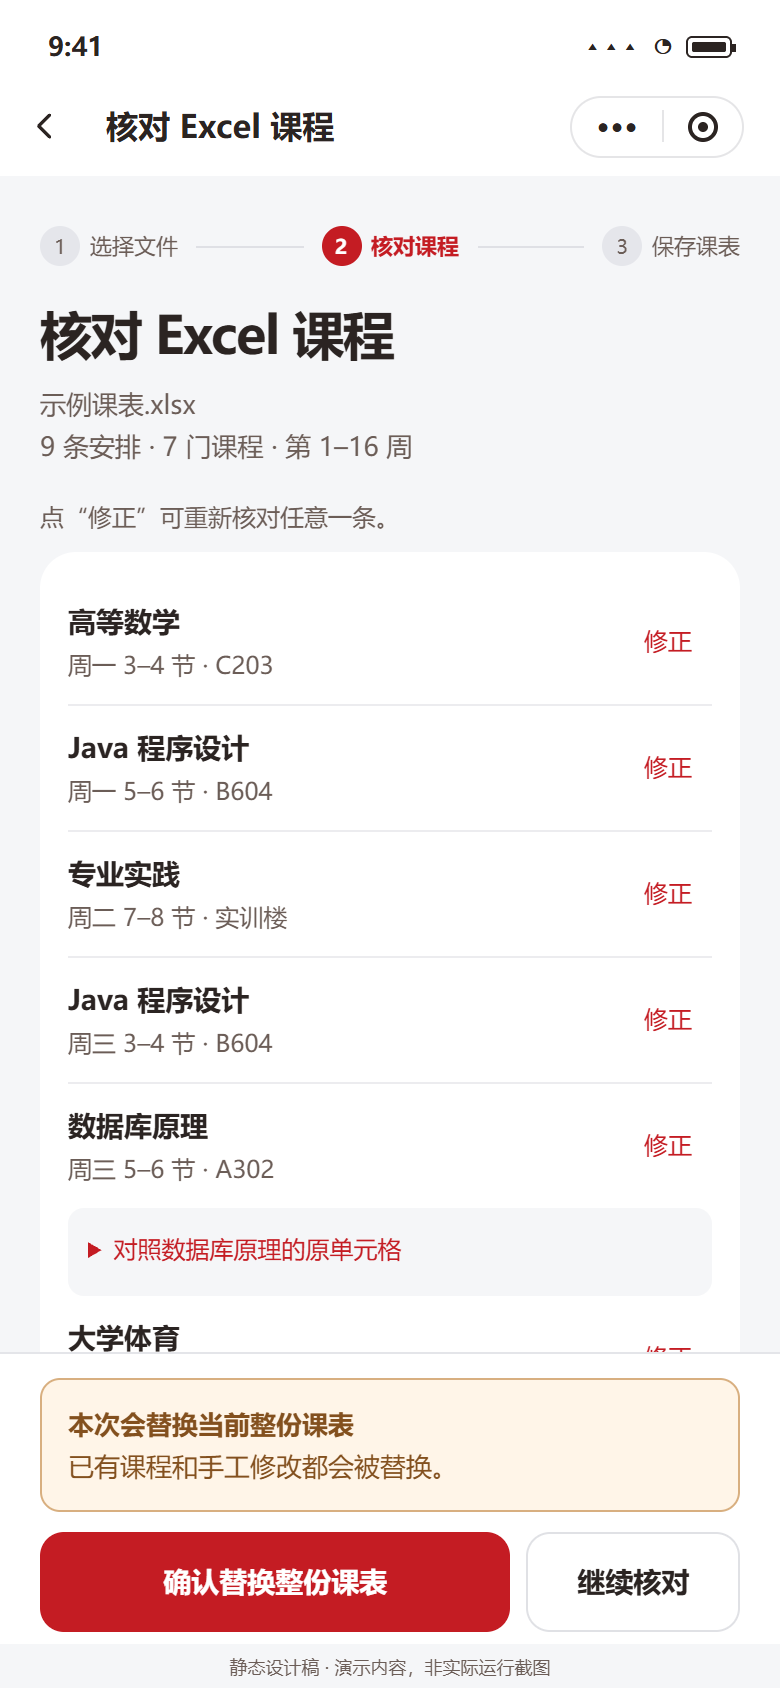 9:41
核对 Excel 课程
1 选择文件
2 核对课程
3 保存课表
核对 Excel 课程
示例课表.xlsx
9 条安排 · 7 门课程 · 第 1–16 周
点“修正”可重新核对任意一条。
高等数学
周一 3–4 节 · C203
修正
Java 程序设计
周一 5–6 节 · B604
修正
专业实践
周二 7–8 节 · 实训楼
修正
Java 程序设计
周三 3–4 节 · B604
修正
数据库原理
周三 5–6 节 · A302
修正
对照数据库原理的原单元格
大学体育
本次会替换当前整份课表
已有课程和手工修改都会被替换。
确认替换整份课表
继续核对
静态设计稿 · 演示内容，非实际运行截图